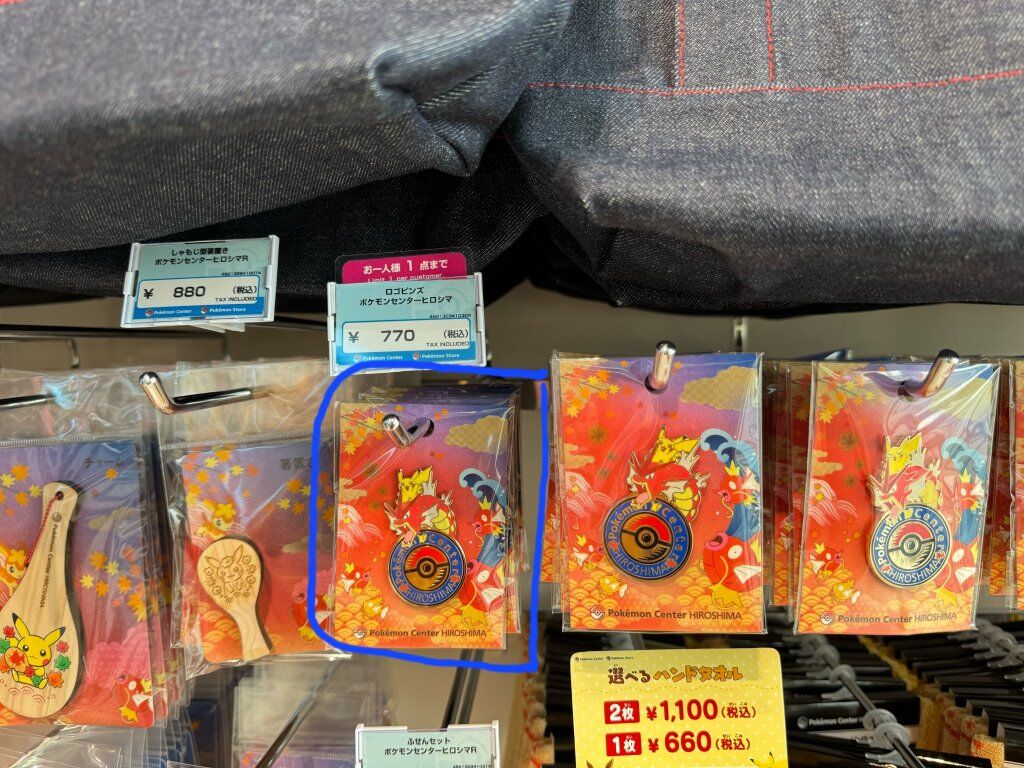 しゃもじ型箸置き
ポケモンセンターヒロシマR
¥ 880 (税込)
TAX INCLUDED
Pokémon Center Pokémon Store
お一人様 1 点まで
Limit 1 per customer.
ロゴピンズ
ポケモンセンターヒロシマ
¥ 770 (税込)
TAX INCLUDED
Pokémon Center Pokémon Store
Pokémon Center HIROSHIMA
Pokémon Center
HIROSHIMA
Pokémon Center HIROSHIMA
Pokémon Center
HIROSHIMA
Pokémon Center HIROSHIMA
Pokémon Center
HIROSHIMA
Pokémon Center HIROSHIMA
Pokémon Center Pokémon Store
選べるハンドタオル
2枚 ¥1,100(税込)
1枚 ¥660(税込)
ふせんセット
ポケモンセンターヒロシマR
Pokémon Center